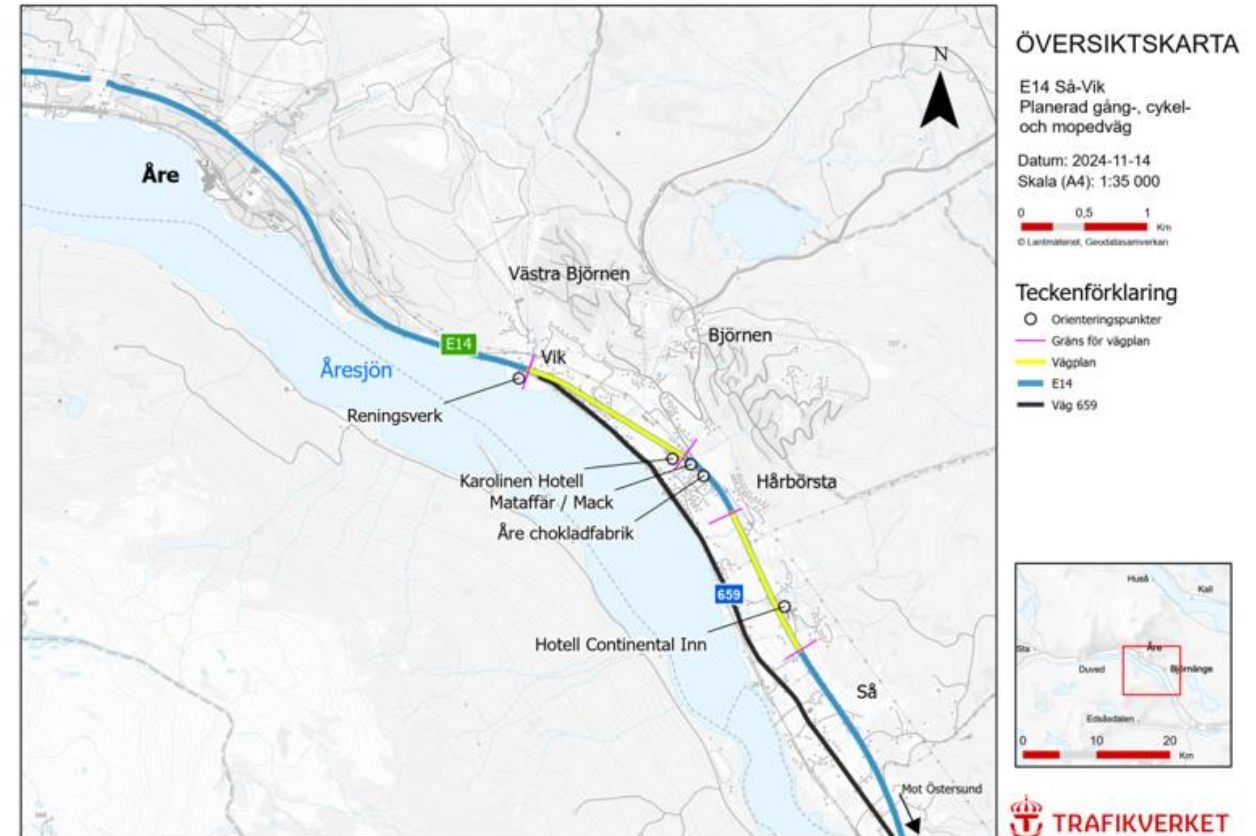 ÖVERSIKTSKARTA
E14 Så-Vik
Planerad gång-, cykel-
och mopedväg
Datum: 2024-11-14
Skala (A4): 1:35 000
0 0,5 1
Km
© Lantmäteriet, Geodatasamverkan
Teckenförklaring
Orienteringspunkter
Gräns för vägplan
Vägplan
E14
Väg 659
N
Åre
Västra Björnen
Björnen
E14
Vik
Åresjön
Reningsverk
Karolinen Hotell
Mataffär / Mack
Hårbörsta
Åre chokladfabrik
659
Hotell Continental Inn
Så
Mot Östersund
Huså
Kall
Sta
Åre
Duved
Björnänge
Edsåsdalen
0 10 20
Km
TRAFIKVERKET